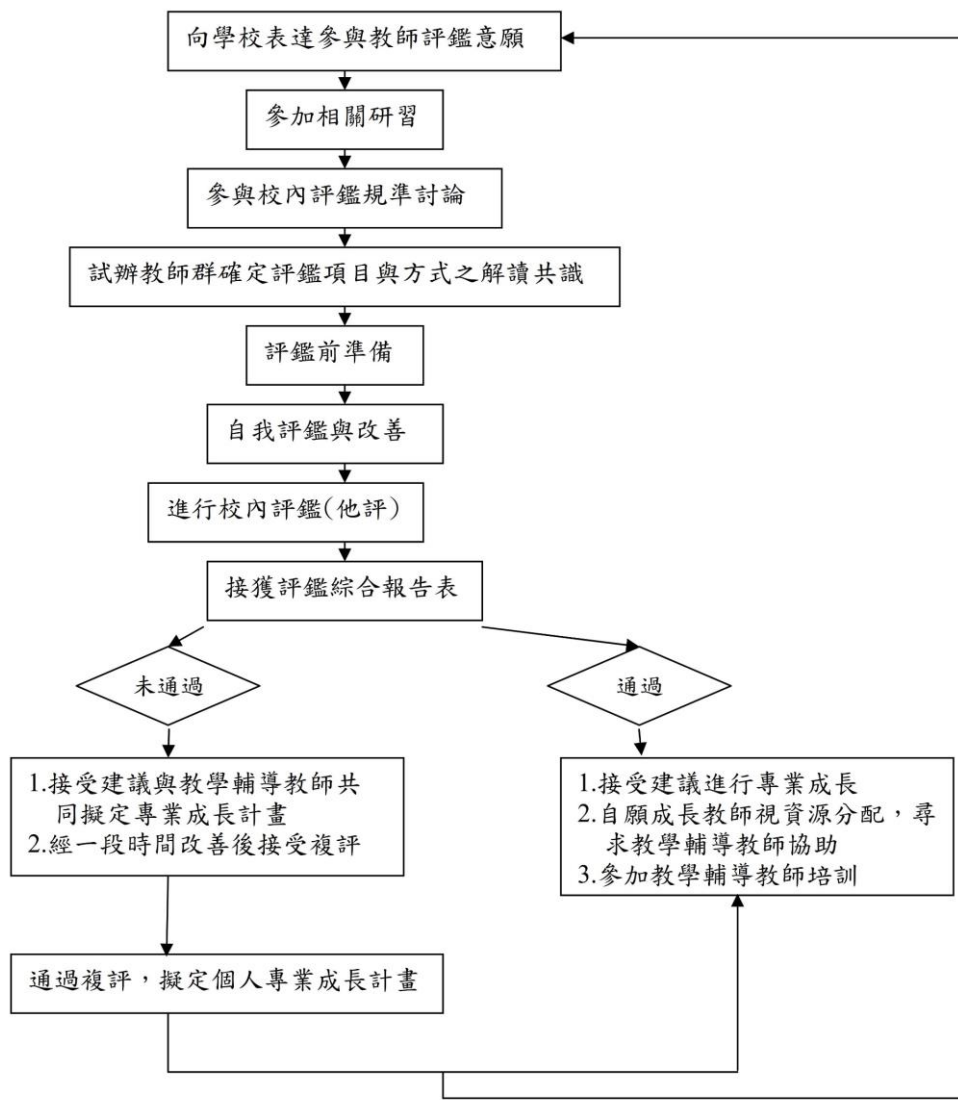 向學校表達參與教師評鑑意願
參加相關研習
參與校內評鑑規準討論
試辦教師群確定評鑑項目與方式之解讀共識
評鑑前準備
自我評鑑與改善
進行校內評鑑(他評)
接獲評鑑綜合報告表
未通過
通過
1.接受建議與教學輔導教師共
同擬定專業成長計畫
2.經一段時間改善後接受複評
1.接受建議進行專業成長
2.自願成長教師視資源分配，尋
求教學輔導教師協助
3.參加教學輔導教師培訓
通過複評，擬定個人專業成長計畫